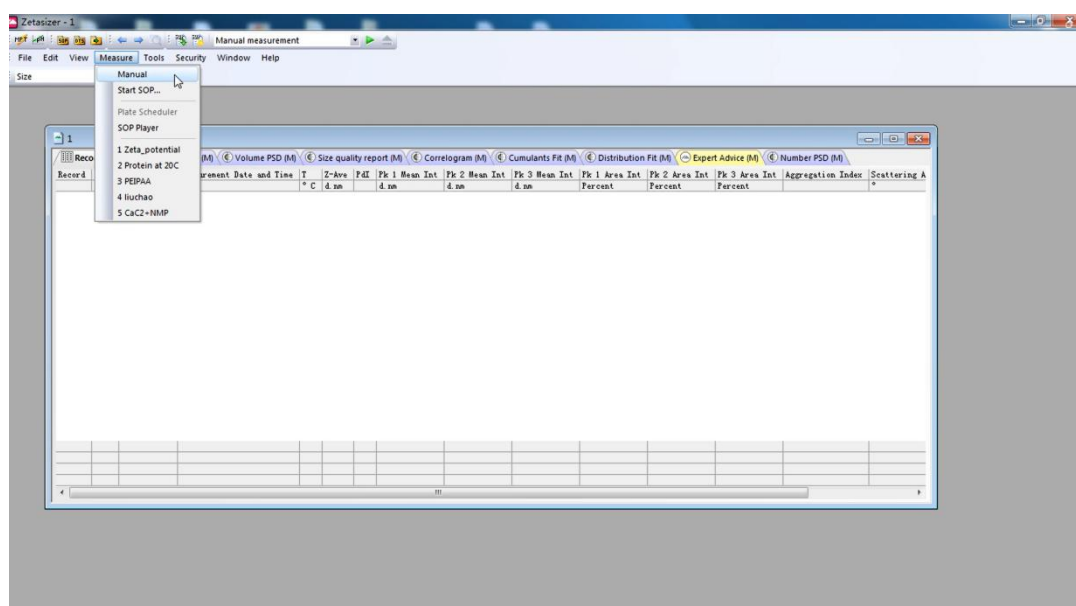 Zetasizer - 1
Manual measurement
File Edit View Measure Tools Security Window Help
Size
Manual
Start SOP...
Plate Scheduler
SOP Player
1 Zeta_potential
2 Protein at 20C
3 PEIPAA
4 liuchao
5 CaC2+NMP
1
Reco (M) Volume PSD (M) Size quality report (M) Correlogram (M) Cumulants Fit (M) Distribution Fit (M) Expert Advice (M) Number PSD (M)
Record urement Date and Time T Z-Ave PdI Pk 1 Mean Int Pk 2 Mean Int Pk 3 Mean Int Pk 1 Area Int Pk 2 Area Int Pk 3 Area Int Aggregation Index Scattering A
° C d.nm d.nm d.nm d.nm Percent Percent Percent °